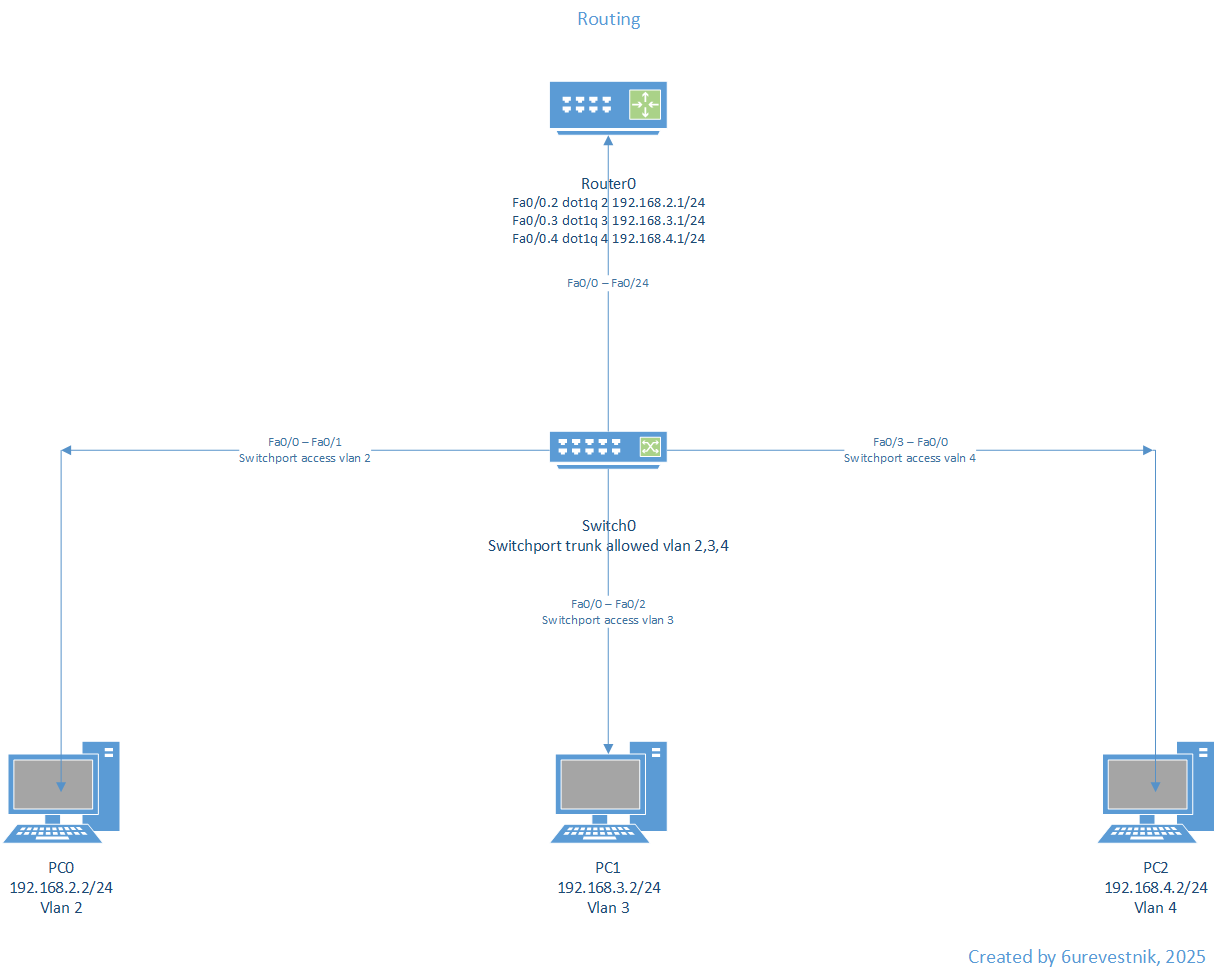 Routing
Router0
Fa0/0.2 dot1q 2 192.168.2.1/24
Fa0/0.3 dot1q 3 192.168.3.1/24
Fa0/0.4 dot1q 4 192.168.4.1/24
Fa0/0 – Fa0/24
Fa0/0 – Fa0/1
Switchport access vlan 2
Fa0/3 – Fa0/0
Switchport access valn 4
Switch0
Switchport trunk allowed vlan 2,3,4
Fa0/0 – Fa0/2
Switchport access vlan 3
PC0
192.168.2.2/24
Vlan 2
PC1
192.168.3.2/24
Vlan 3
PC2
192.168.4.2/24
Vlan 4
Created by 6urevestnik, 2025